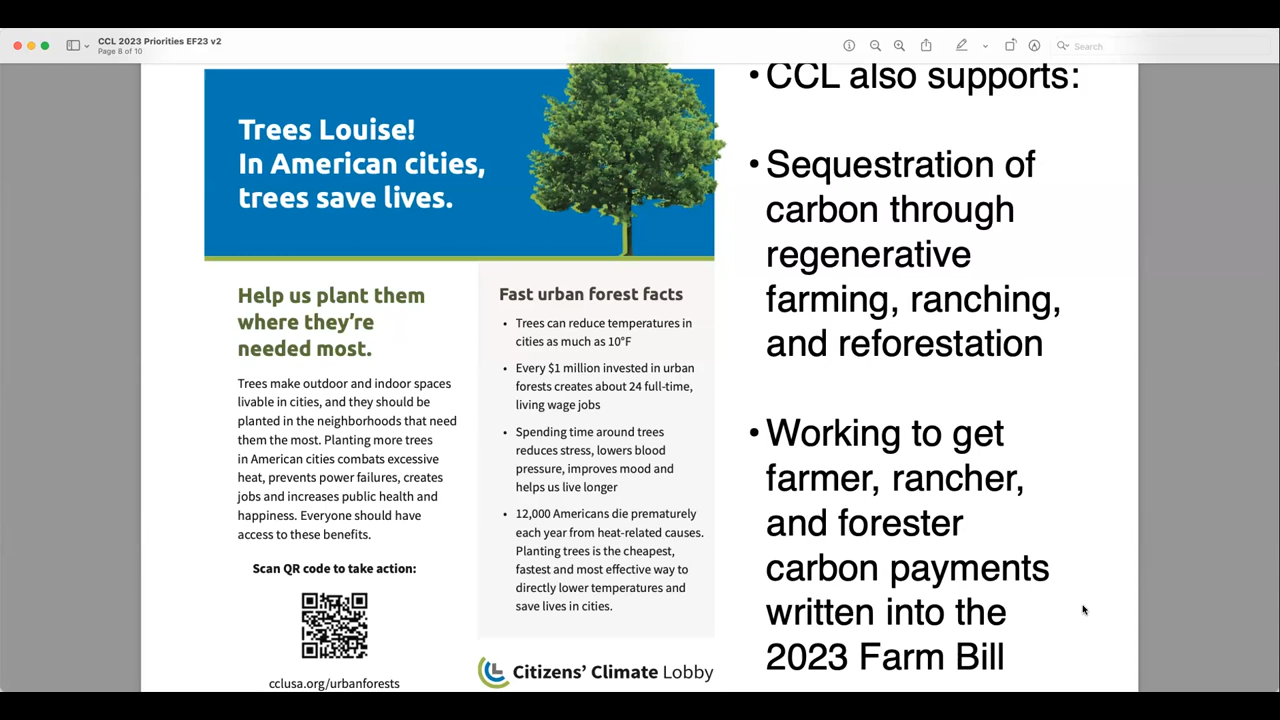 CCL 2023 Priorities EF23 v2
Page 8 of 10
Search
Trees Louise!
In American cities,
trees save lives.
Help us plant them
where they're
needed most.
Trees make outdoor and indoor spaces
livable in cities, and they should be
planted in the neighborhoods that need
them the most. Planting more trees
in American cities combats excessive
heat, prevents power failures, creates
jobs and increases public health and
happiness. Everyone should have
access to these benefits.
Scan QR code to take action:
cclusa.org/urbanforests
Fast urban forest facts
• Trees can reduce temperatures in
cities as much as 10°F
• Every $1 million invested in urban
forests creates about 24 full-time,
living wage jobs
• Spending time around trees
reduces stress, lowers blood
pressure, improves mood and
helps us live longer
• 12,000 Americans die prematurely
each year from heat-related causes.
Planting trees is the cheapest,
fastest and most effective way to
directly lower temperatures and
save lives in cities.
Citizens' Climate Lobby
• CCL also supports:
• Sequestration of
carbon through
regenerative
farming, ranching,
and reforestation
• Working to get
farmer, rancher,
and forester
carbon payments
written into the
2023 Farm Bill